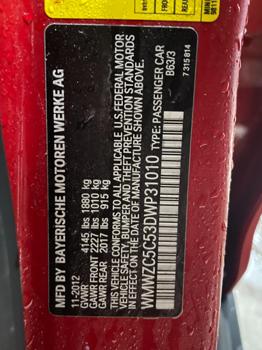 MFD BY BAYERISCHE MOTOREN WERKE AG
11-2012
GVWR 4145 lbs 1880 kg
GAWR FRONT 2227 lbs 1010 kg
GAWR REAR 2017 lbs 915 kg
THIS VEHICLE CONFORMS TO ALL APPLICABLE
U.S. FEDERAL MOTOR VEHICLE SAFETY, BUMPER
AND THEFT PREVENTION STANDARDS
IN EFFECT ON THE DATE OF MANUFACTURE SHOWN ABOVE.
WMWZC5C53DWP31010 TYPE: PASSENGER CAR
B63/3
7 315 814
FRO
REA
MINI